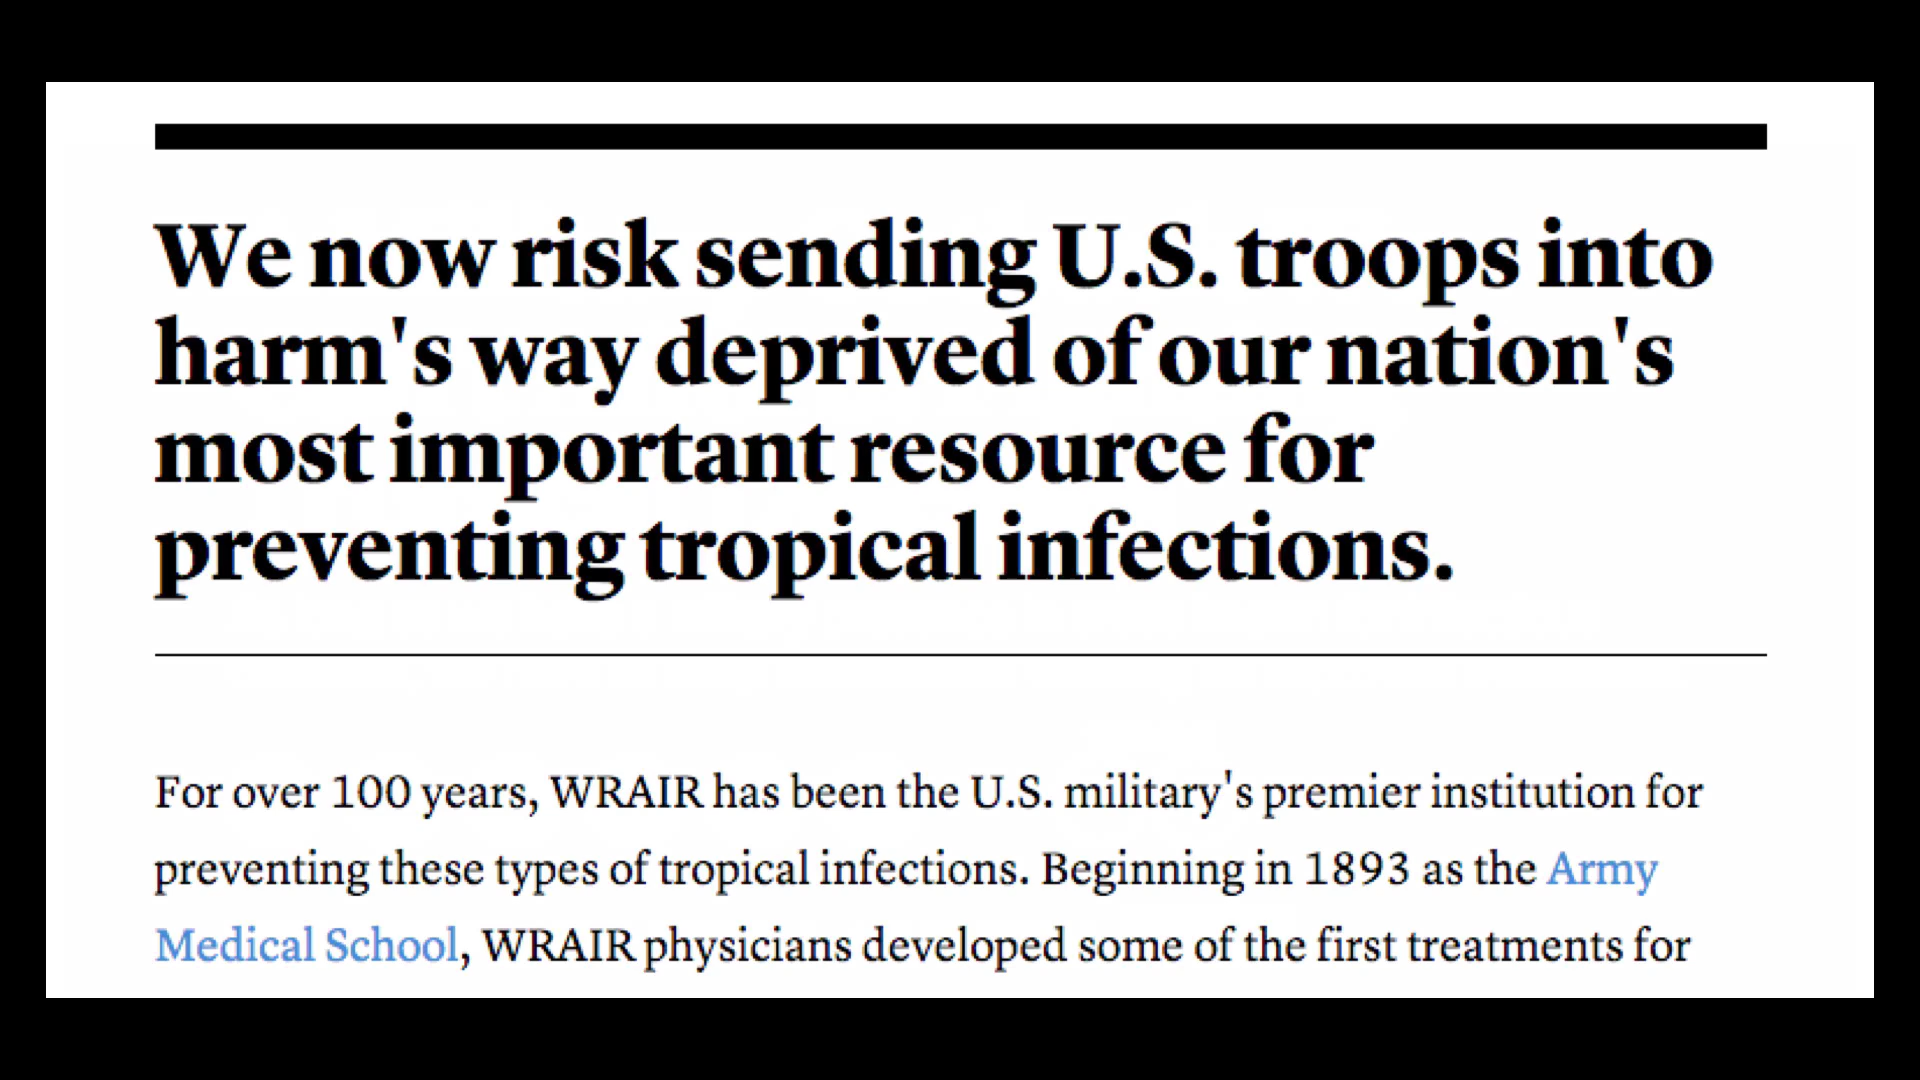 We now risk sending U.S. troops into
harm's way deprived of our nation's
most important resource for
preventing tropical infections.
For over 100 years, WRAIR has been the U.S. military's premier institution for
preventing these types of tropical infections. Beginning in 1893 as the Army
Medical School, WRAIR physicians developed some of the first treatments for